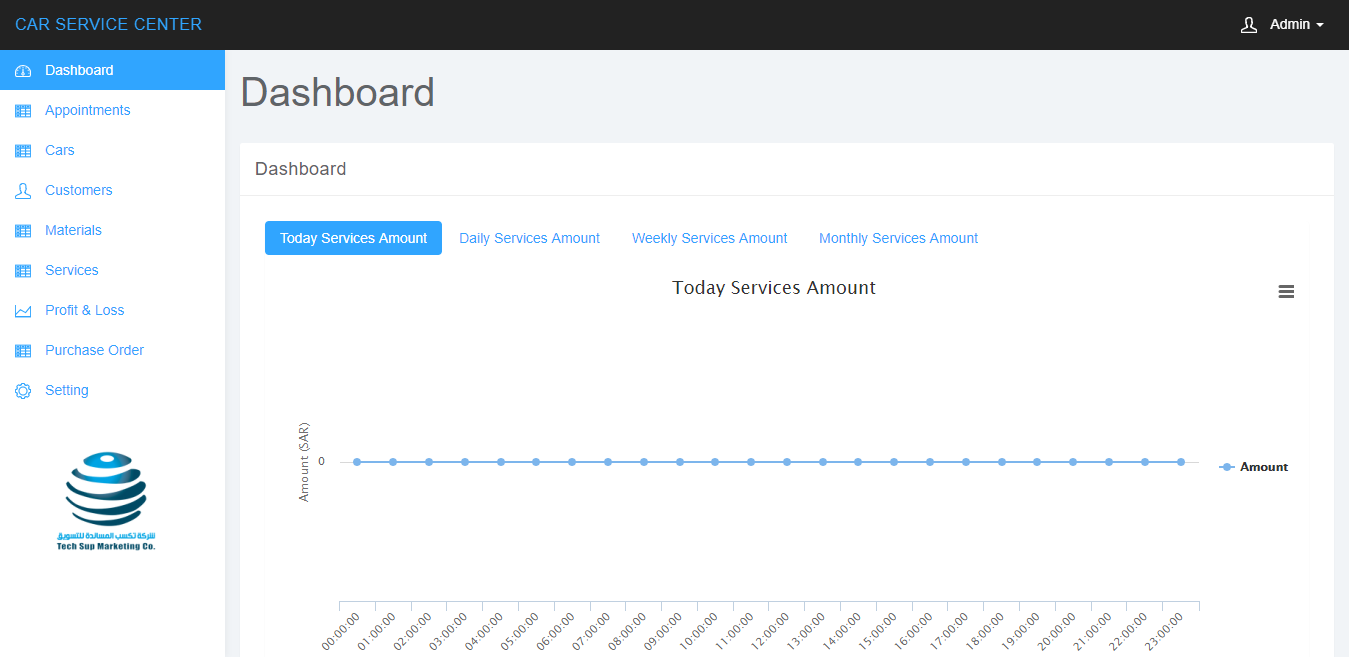 CAR SERVICE CENTER
Admin
Dashboard
Appointments
Cars
Customers
Materials
Services
Profit & Loss
Purchase Order
Setting
شركة تكسب المساندة للتسويق
Tech Sup Marketing Co.
Dashboard
Dashboard
Today Services Amount
Daily Services Amount
Weekly Services Amount
Monthly Services Amount
Today Services Amount
Amount (SAR)
0
Amount
00:00:00
01:00:00
02:00:00
03:00:00
04:00:00
05:00:00
06:00:00
07:00:00
08:00:00
09:00:00
10:00:00
11:00:00
12:00:00
13:00:00
14:00:00
15:00:00
16:00:00
17:00:00
18:00:00
19:00:00
20:00:00
21:00:00
22:00:00
23:00:00